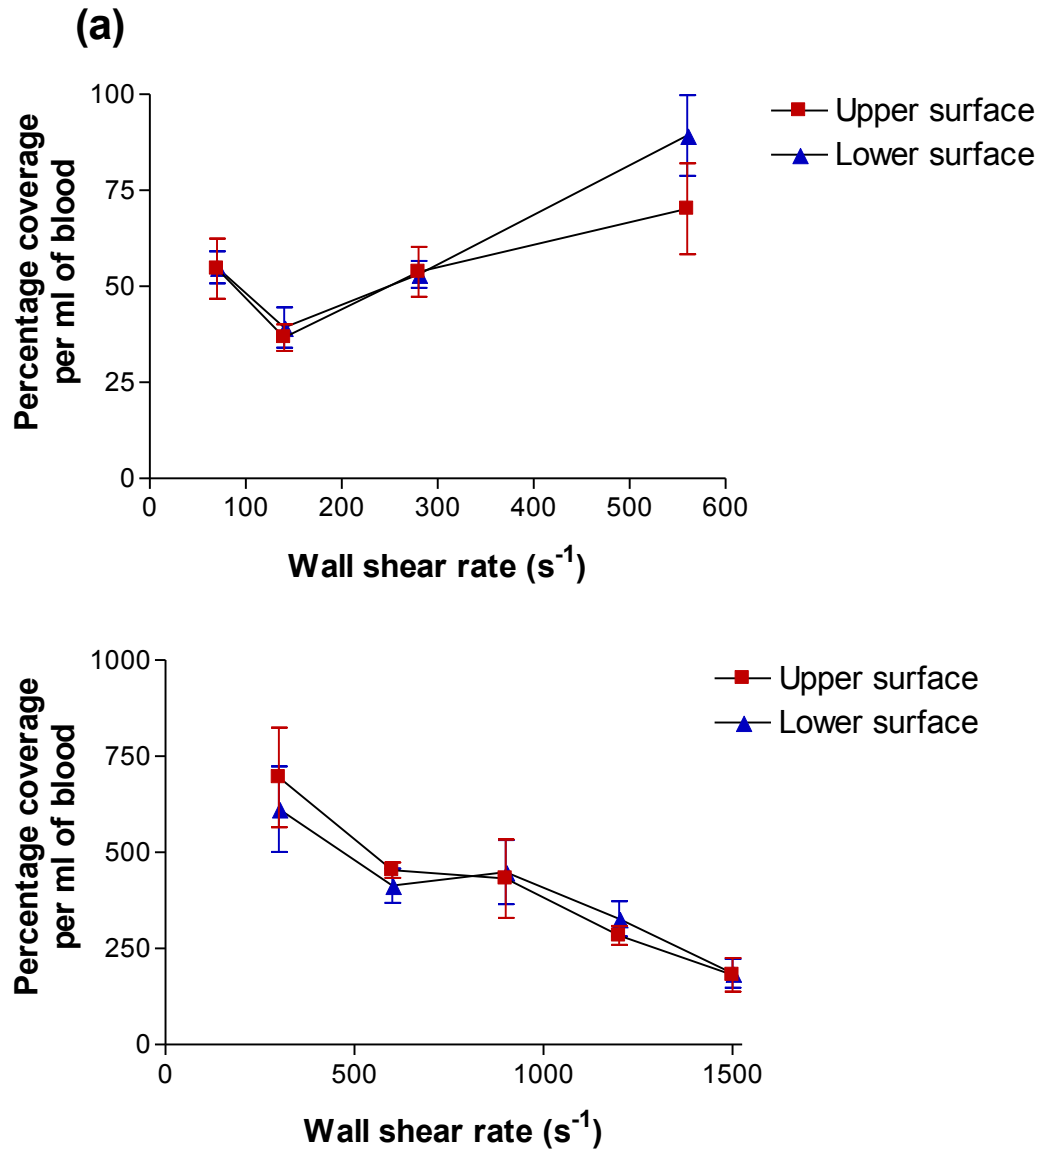 (a)
Percentage coverage
per ml of blood
100
75
50
25
0
0 100 200 300 400 500 600
Wall shear rate (s-1)
Upper surface
Lower surface
Percentage coverage
per ml of blood
1000
750
500
250
0
0 500 1000 1500
Wall shear rate (s-1)
Upper surface
Lower surface